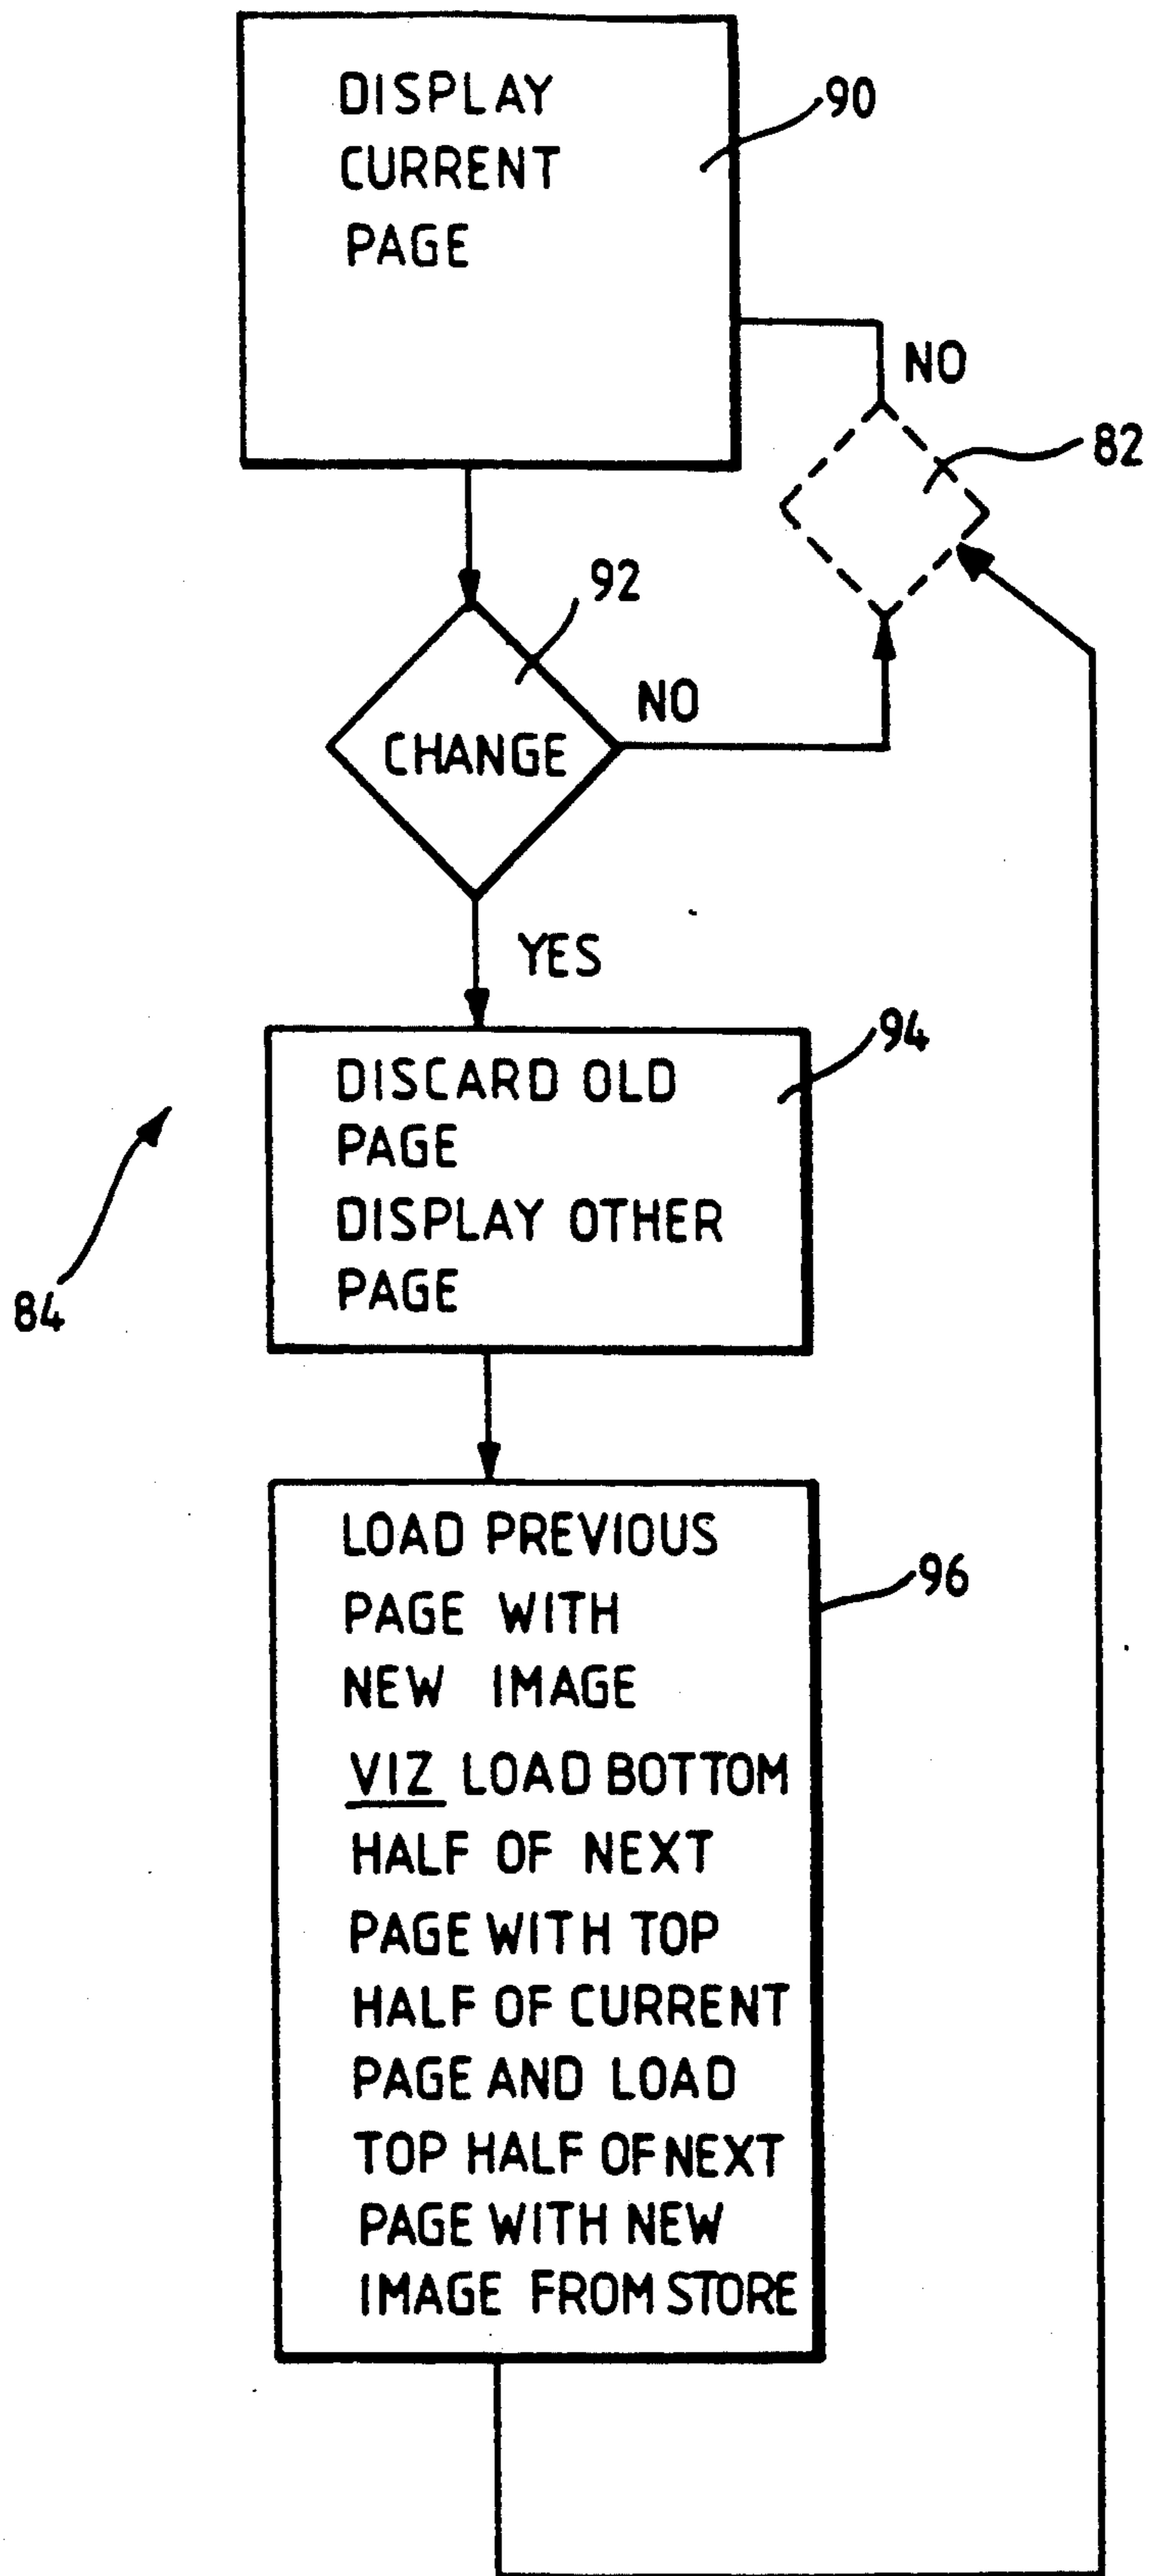 DISPLAY
CURRENT
PAGE
90
NO
82
92
CHANGE
NO
YES
94
DISCARD OLD
PAGE
DISPLAY OTHER
PAGE
84
LOAD PREVIOUS
PAGE WITH
NEW IMAGE
VIZ LOAD BOTTOM
HALF OF NEXT
PAGE WITH TOP
HALF OF CURRENT
PAGE AND LOAD
TOP HALF OF NEXT
PAGE WITH NEW
IMAGE FROM STORE
96